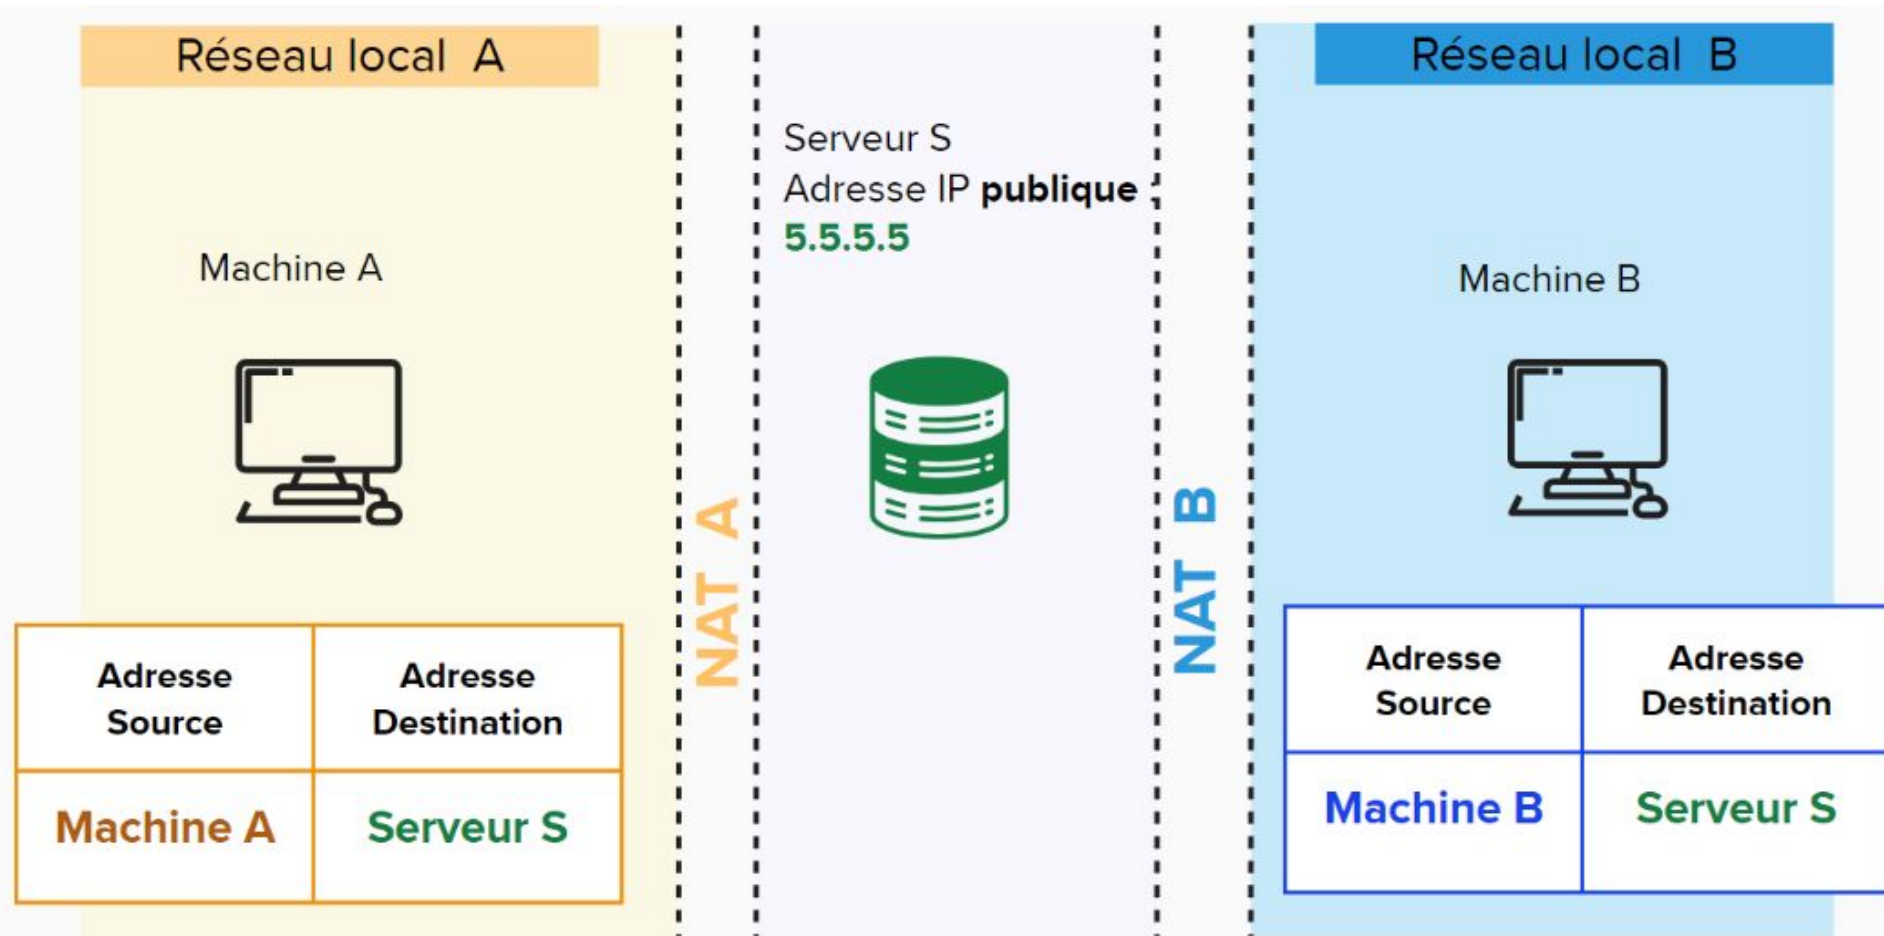 Réseau local A
Réseau local B
Serveur S
Adresse IP publique :
5.5.5.5
Machine A
Machine B
NAT A
NAT B
Adresse Source
Adresse Destination
Machine A
Serveur S
Adresse Source
Adresse Destination
Machine B
Serveur S